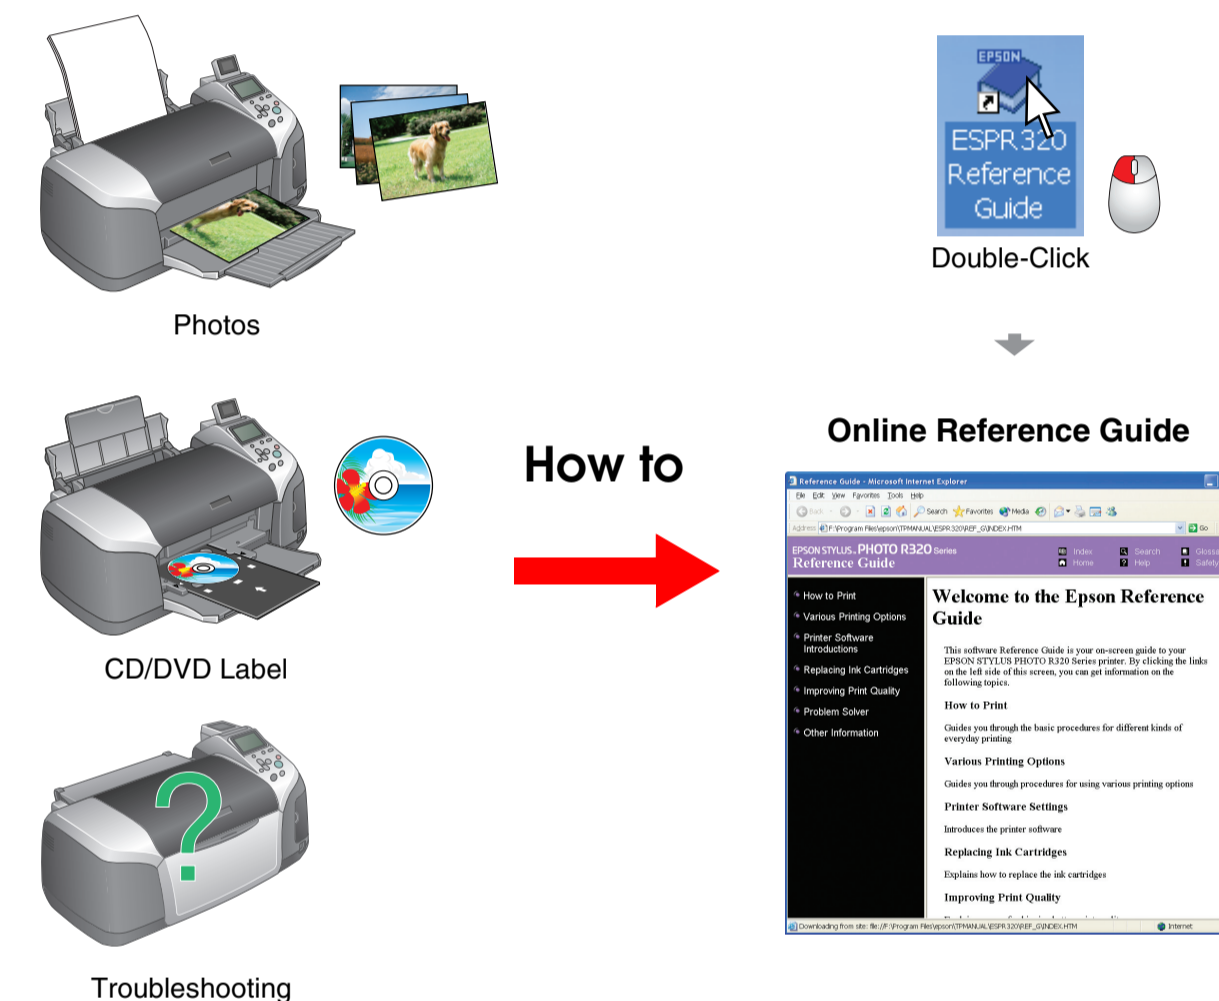 Photos
CD/DVD Label
Troubleshooting
How to
EPSON
ESPR320
Reference
Guide
Double-Click
Online Reference Guide
Reference Guide - Microsoft Internet Explorer
File Edit View Favorites Tools Help
Back Search Favorites Media
Address F:\Program Files\epson\TPMANUAL\ESPR320\REF_G\INDEX.HTM Go
EPSON STYLUS PHOTO R320 Series
Reference Guide
Index Search Glossa
Home Help Safety
How to Print
Various Printing Options
Printer Software
Introductions
Replacing Ink Cartridges
Improving Print Quality
Problem Solver
Other Information
Welcome to the Epson Reference
Guide
This software Reference Guide is your on-screen guide to your
EPSON STYLUS PHOTO R320 Series printer. By clicking the links
on the left side of this screen, you can get information on the
following topics.
How to Print
Guides you through the basic procedures for different kinds of
everyday printing
Various Printing Options
Guides you through procedures for using various printing options
Printer Software Settings
Introduces the printer software
Replacing Ink Cartridges
Explains how to replace the ink cartridges
Improving Print Quality
Downloading from site: file://F:\Program Files\epson\TPMANUAL\ESPR320\REF_G\INDEX.HTM Internet